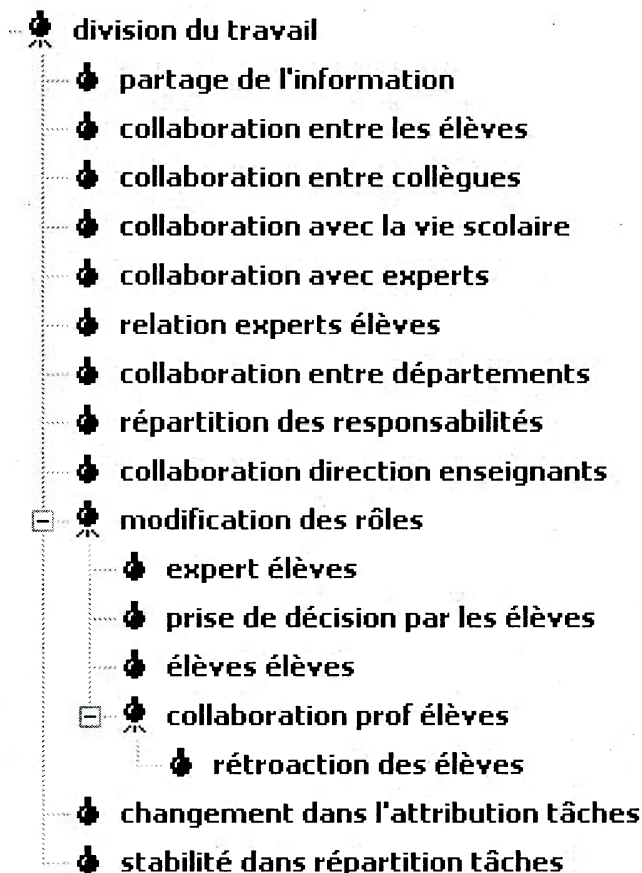 division du travail
partage de l'information
collaboration entre les élèves
collaboration entre collègues
collaboration avec la vie scolaire
collaboration avec experts
relation experts élèves
collaboration entre départements
répartition des responsabilités
collaboration direction enseignants
modification des rôles
expert élèves
prise de décision par les élèves
élèves élèves
collaboration prof élèves
rétroaction des élèves
changement dans l'attribution tâches
stabilité dans répartition tâches